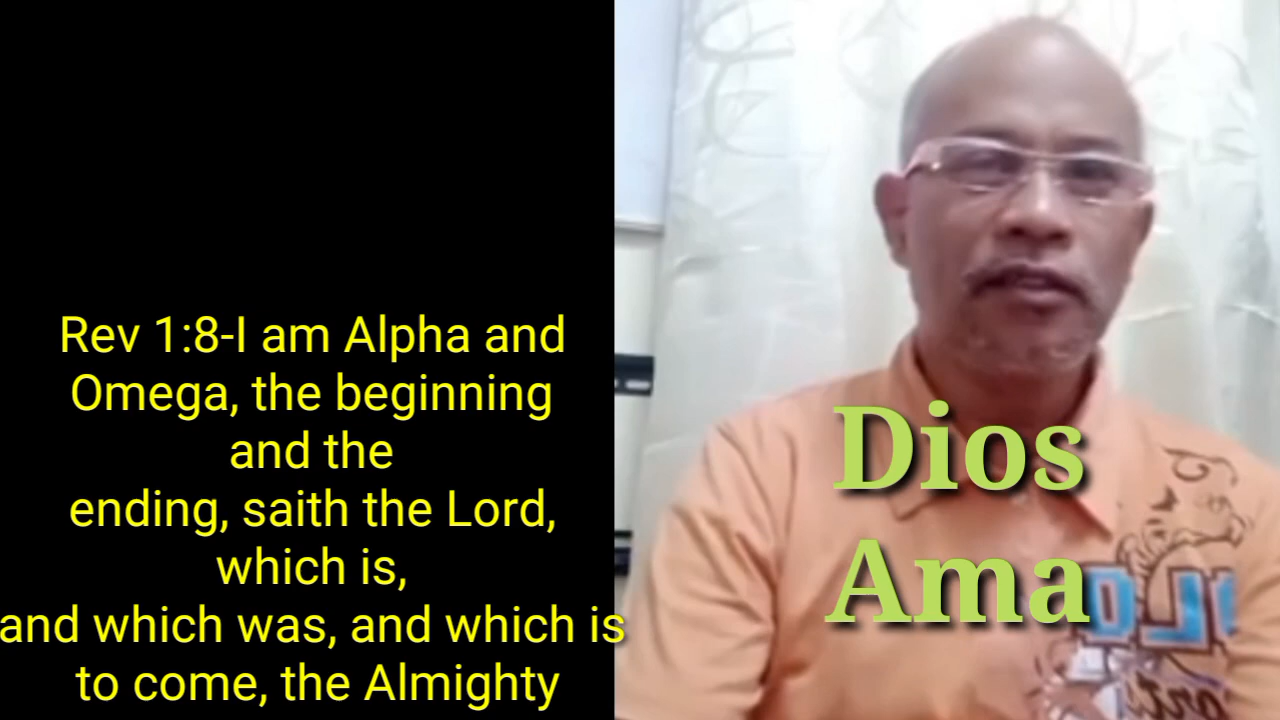 Rev 1:8-I am Alpha and
Omega, the beginning
and the
ending, saith the Lord,
which is,
and which was, and which is
to come, the Almighty
Dios
Ama